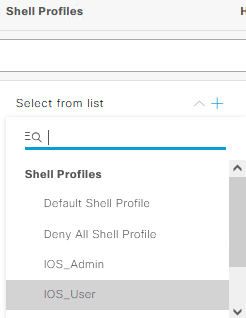 Shell Profiles
H
Select from list
Shell Profiles
Default Shell Profile
Deny All Shell Profile
IOS_Admin
IOS_User